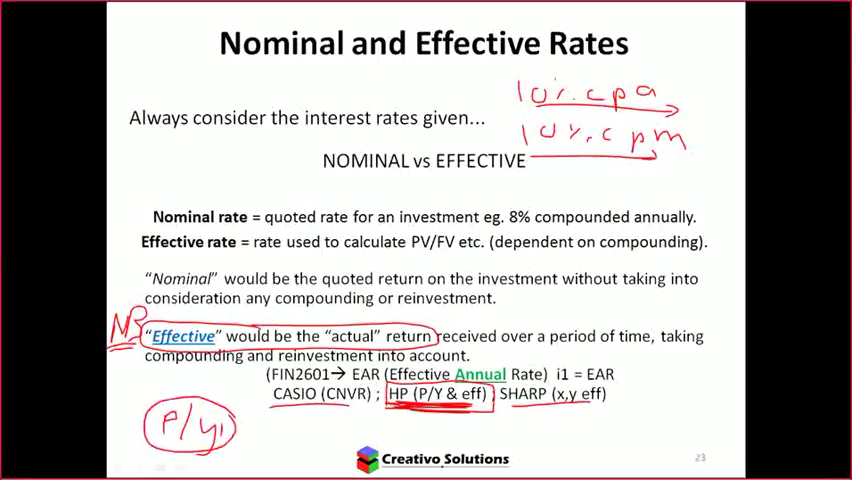 Nominal and Effective Rates
10%. c p a
Always consider the interest rates given...
10%. c p m
NOMINAL vs EFFECTIVE
Nominal rate = quoted rate for an investment eg. 8% compounded annually.
Effective rate = rate used to calculate PV/FV etc. (dependent on compounding).
“Nominal” would be the quoted return on the investment without taking into
consideration any compounding or reinvestment.
NB
“Effective” would be the “actual” return received over a period of time, taking
compounding and reinvestment into account.
(FIN2601→ EAR (Effective Annual Rate) i1 = EAR
CASIO (CNVR) ; HP (P/Y & eff) SHARP (x,y eff)
P/y1
Creativo Solutions
23